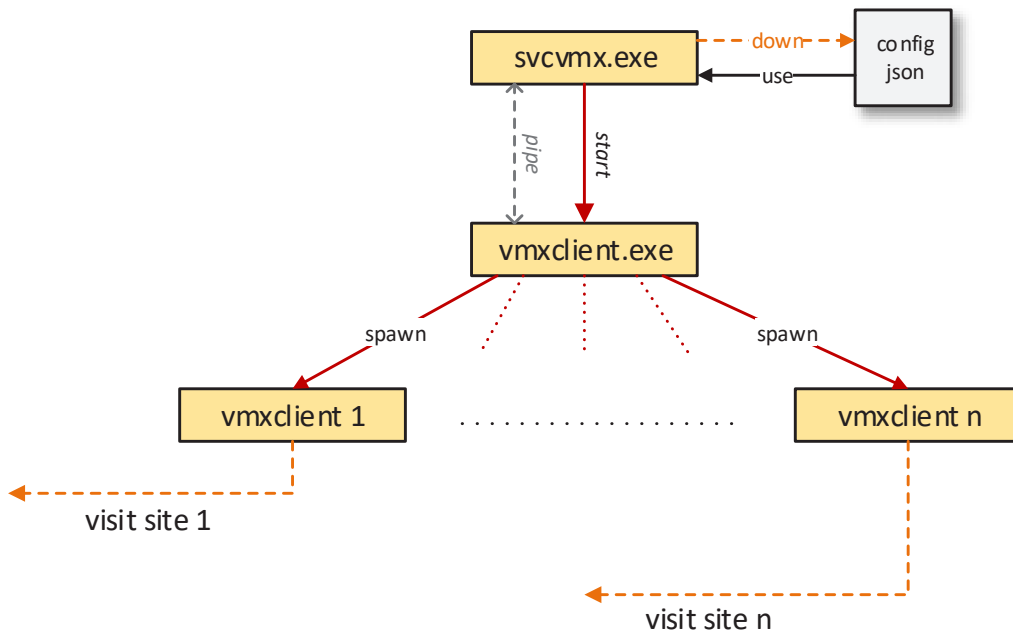 svcvmx.exe
down
config
json
use
pipe
start
vmxclient.exe
spawn
spawn
vmxclient 1
vmxclient n
visit site 1
visit site n